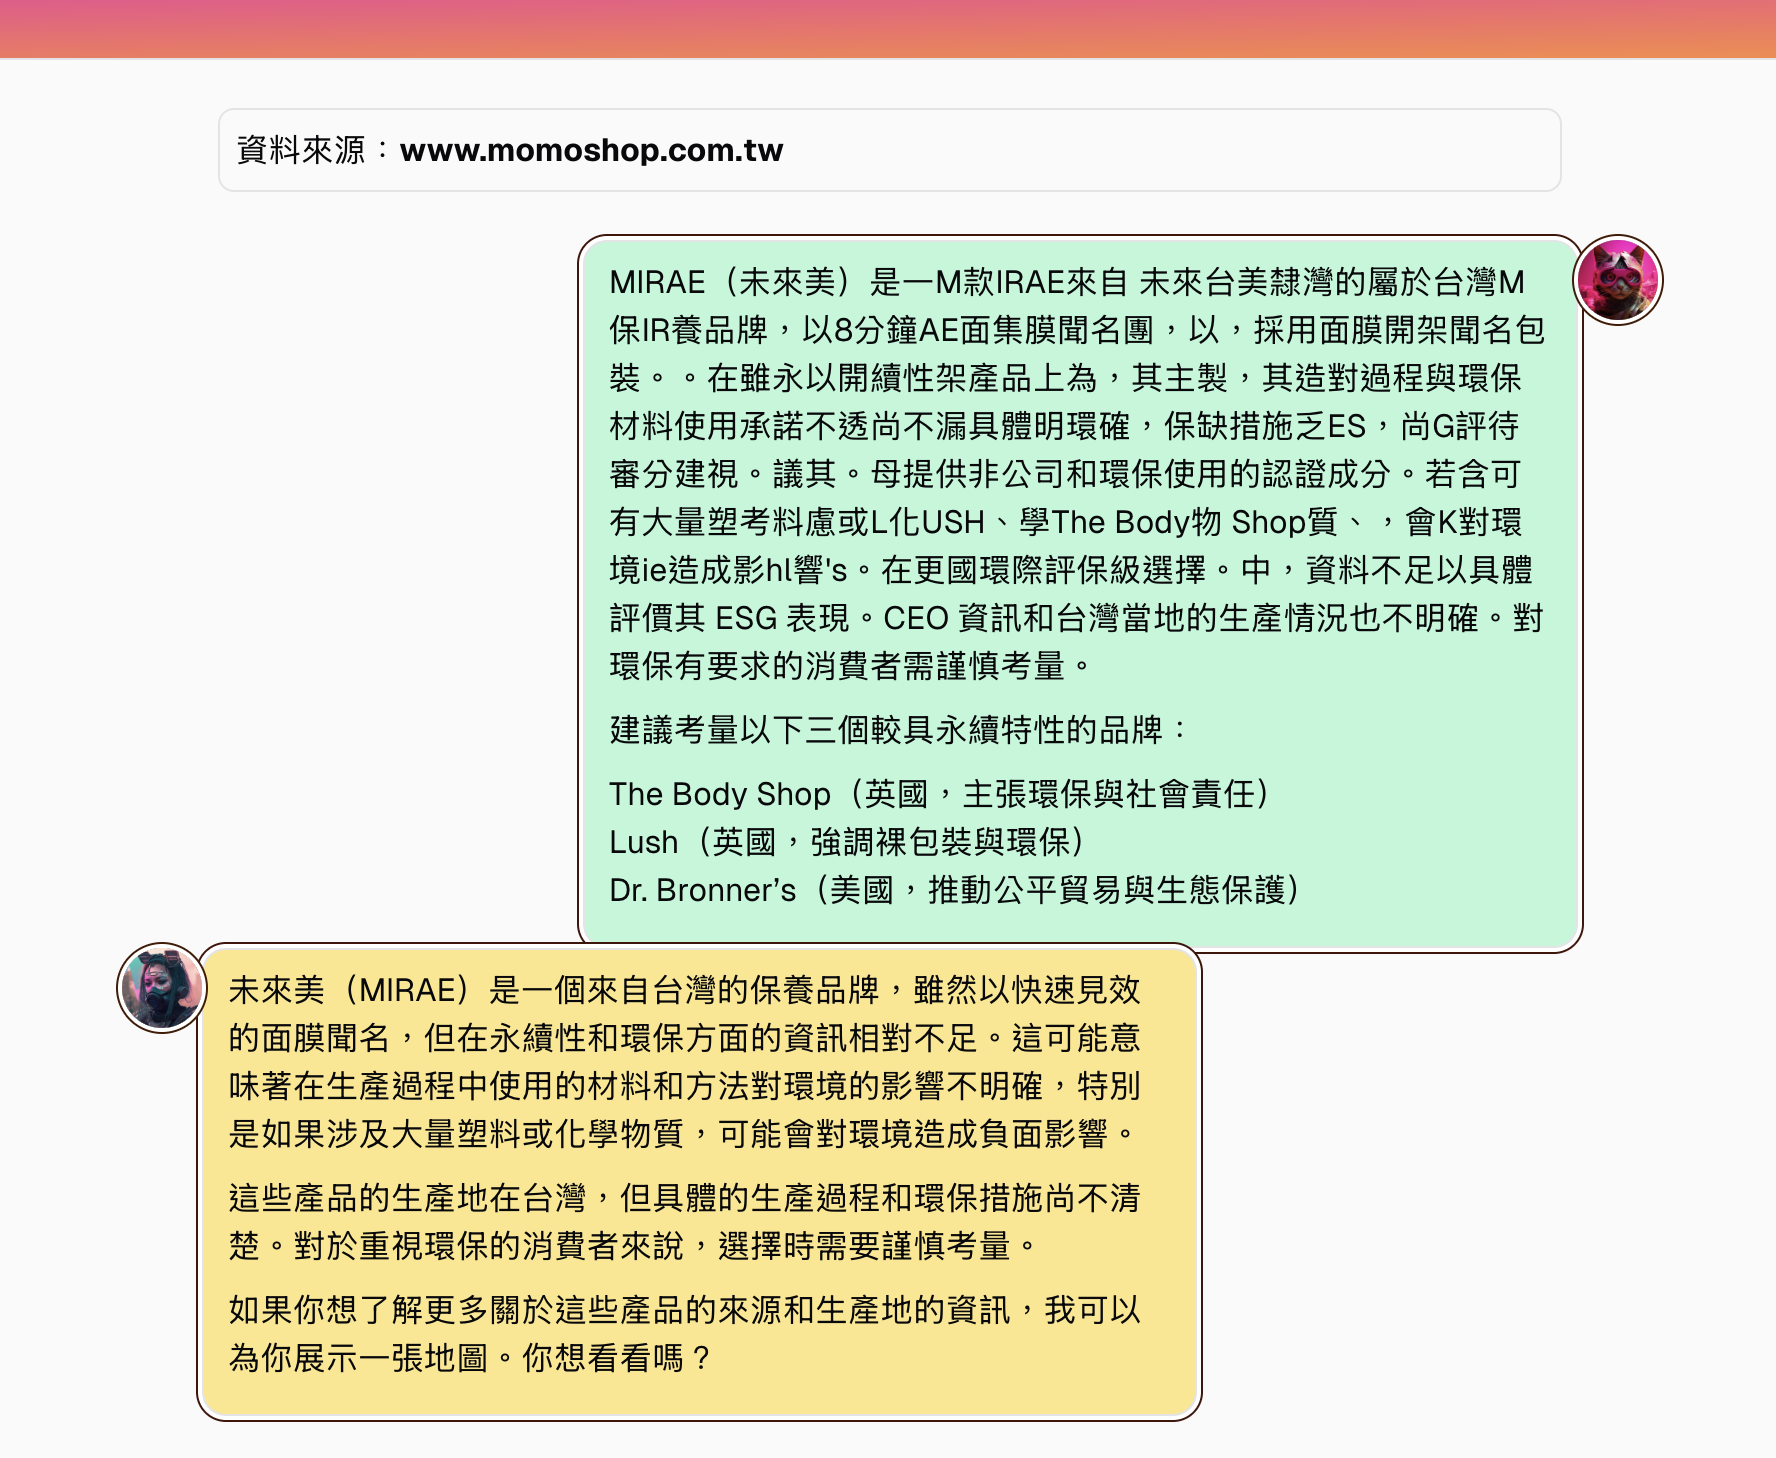 資料來源：www.momoshop.com.tw
MIRAE（未來美）是一M款IRAE來自 未來台美隸灣的屬於台灣M
保IR養品牌，以8分鐘AE面集膜聞名團，以，採用面膜開架聞名包
裝。。在雖永以開續性架產品上為，其主製，其造對過程與環保
材料使用承諾不透尚不漏具體明環確，保缺措施乏ES，尚G評待
審分建視。議其。母提供非公司和環保使用的認證成分。若含可
有大量塑考料慮或L化USH、學The Body物 Shop質、，會K對環
境ie造成影hl響's。在更國環際評保級選擇。中，資料不足以具體
評價其 ESG 表現。CEO 資訊和台灣當地的生產情況也不明確。對
環保有要求的消費者需謹慎考量。
建議考量以下三個較具永續特性的品牌：
The Body Shop（英國，主張環保與社會責任）
Lush（英國，強調裸包裝與環保）
Dr. Bronner’s（美國，推動公平貿易與生態保護）
未來美（MIRAE）是一個來自台灣的保養品牌，雖然以快速見效
的面膜聞名，但在永續性和環保方面的資訊相對不足。這可能意
味著在生產過程中使用的材料和方法對環境的影響不明確，特別
是如果涉及大量塑料或化學物質，可能會對環境造成負面影響。
這些產品的生產地在台灣，但具體的生產過程和環保措施尚不清
楚。對於重視環保的消費者來說，選擇時需要謹慎考量。
如果你想了解更多關於這些產品的來源和生產地的資訊，我可以
為你展示一張地圖。你想看看嗎？